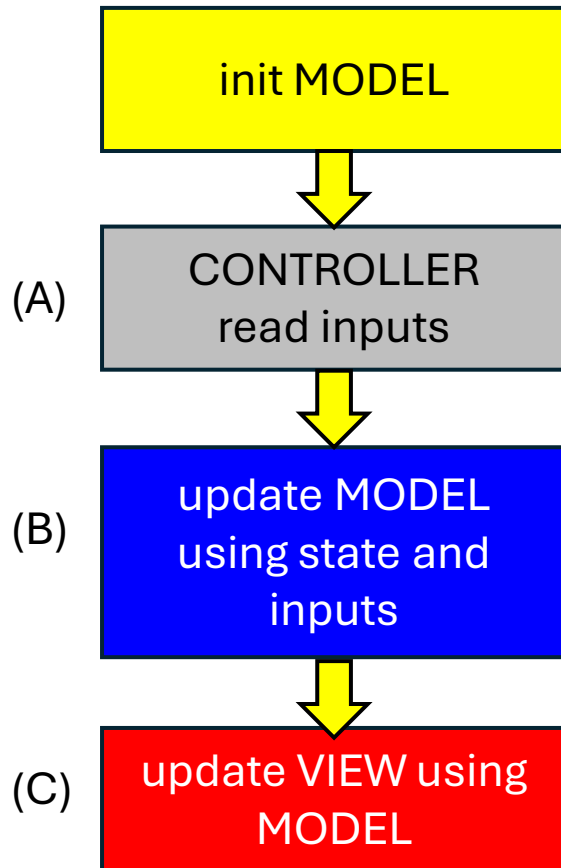 init MODEL
(A)
CONTROLLER
read inputs
(B)
update MODEL
using state and
inputs
(C)
update VIEW using
MODEL